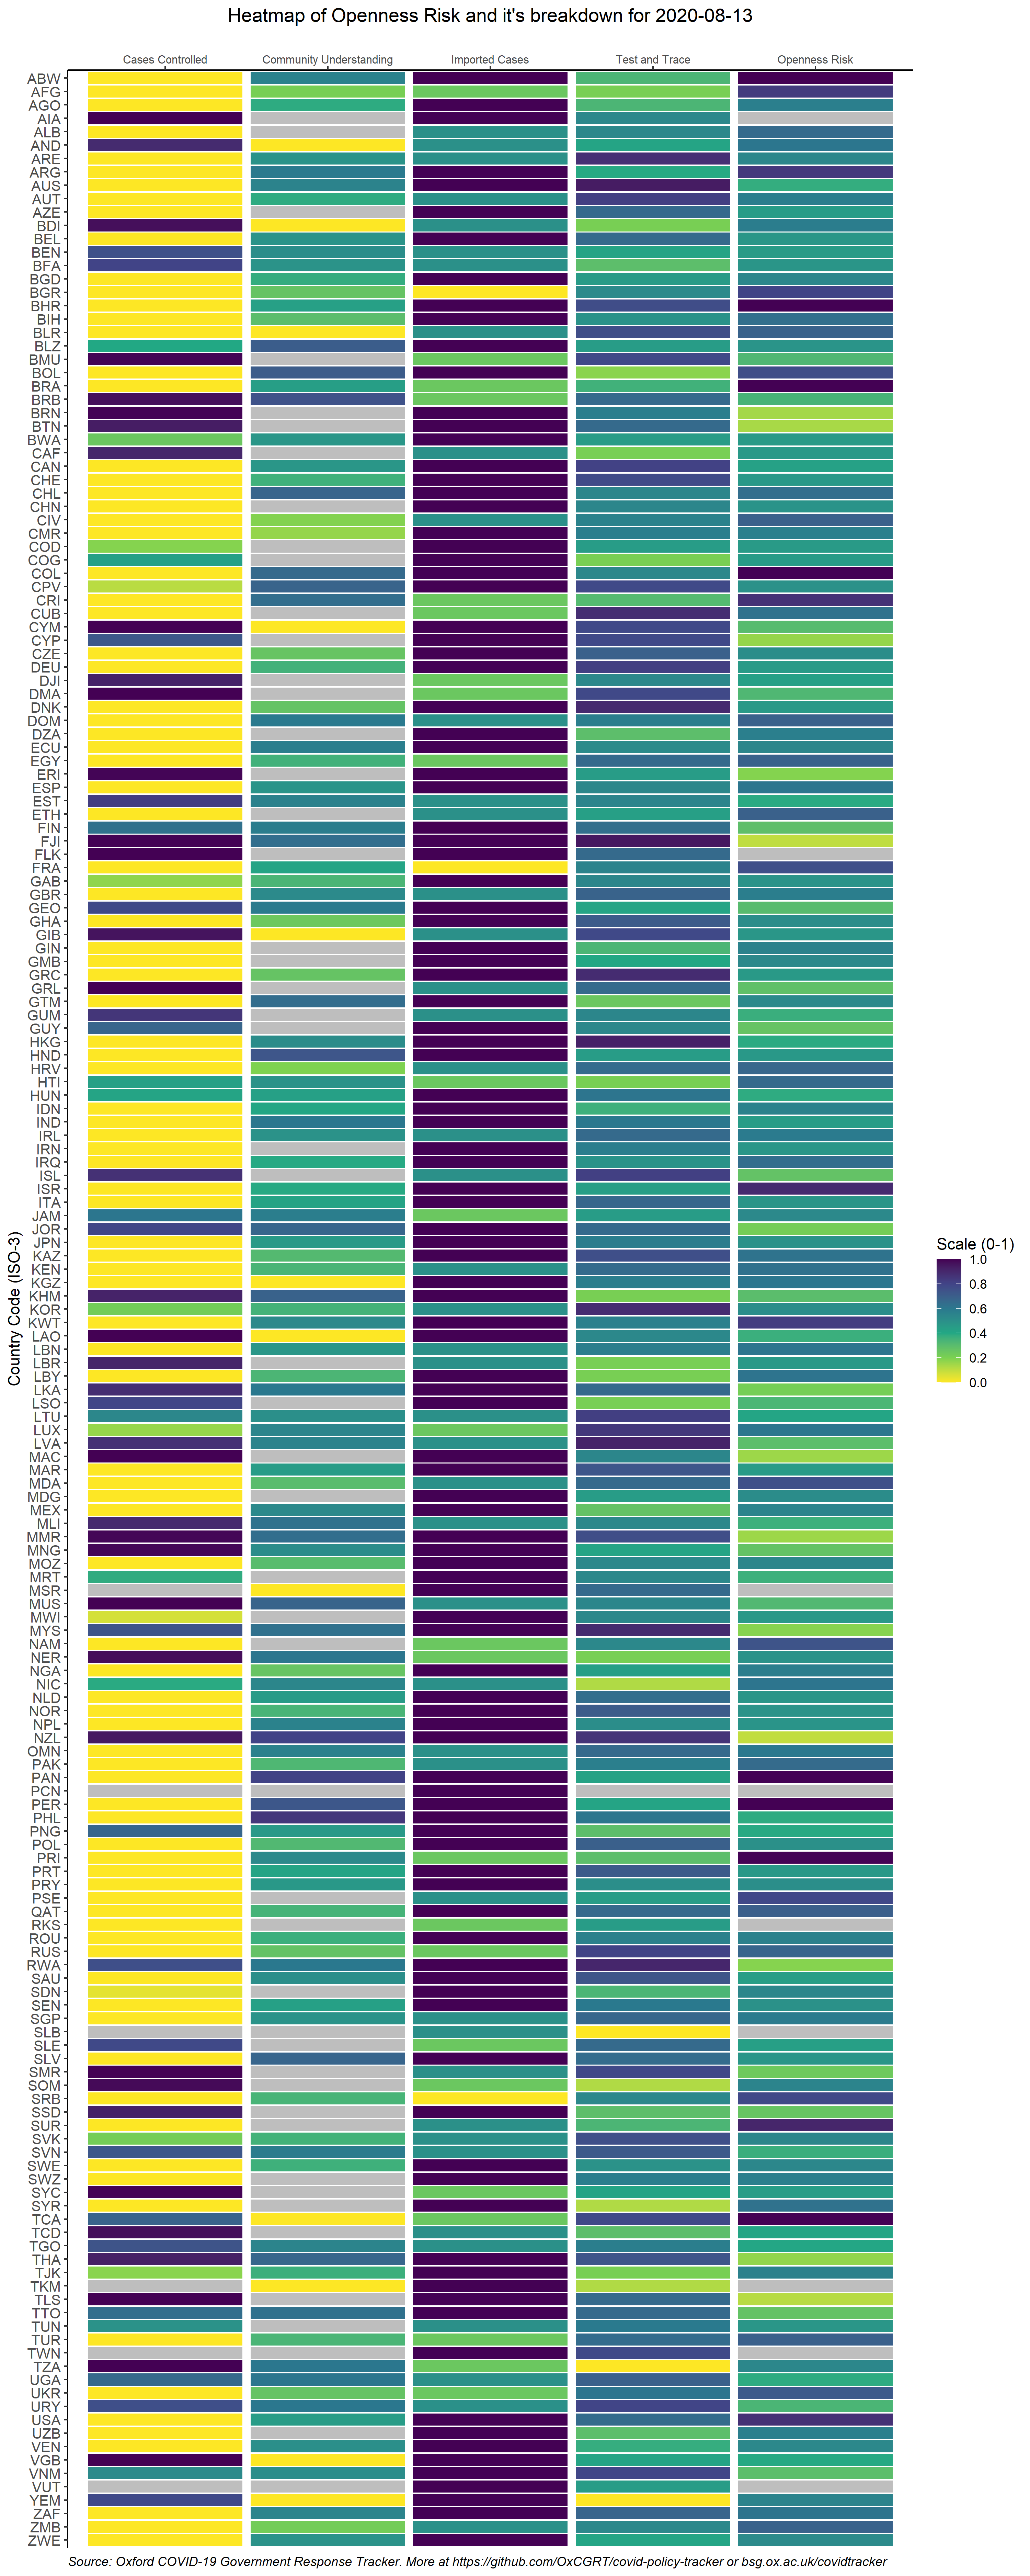 Heatmap of Openness Risk and it's breakdown for 2020-08-13
Cases Controlled Community Understanding Imported Cases Test and Trace Openness Risk
ABW
AFG
AGO
AIA
ALB
AND
ARE
ARG
AUS
AUT
AZE
BDI
BEL
BEN
BFA
BGD
BGR
BHR
BIH
BLR
BLZ
BMU
BOL
BRA
BRB
BRN
BTN
BWA
CAF
CAN
CHE
CHL
CHN
CIV
CMR
COD
COG
COL
CPV
CRI
CUB
CYM
CYP
CZE
DEU
DJI
DMA
DNK
DOM
DZA
ECU
EGY
ERI
ESP
EST
ETH
FIN
FJI
FLK
FRA
GAB
GBR
GEO
GHA
GIB
GIN
GMB
GRC
GRL
GTM
GUM
GUY
HKG
HND
HRV
HTI
HUN
IDN
IND
IRL
IRN
IRQ
ISL
ISR
ITA
JAM
JOR
JPN
KAZ
KEN
KGZ
KHM
KOR
KWT
LAO
LBN
LBR
LBY
LKA
LSO
LTU
LUX
LVA
MAC
MAR
MDA
MDG
MEX
MLI
MMR
MNG
MOZ
MRT
MSR
MUS
MWI
MYS
NAM
NER
NGA
NIC
NLD
NOR
NPL
NZL
OMN
PAK
PAN
PCN
PER
PHL
PNG
POL
PRI
PRT
PRY
PSE
QAT
RKS
ROU
RUS
RWA
SAU
SDN
SEN
SGP
SLB
SLE
SLV
SMR
SOM
SRB
SSD
SUR
SVK
SVN
SWE
SWZ
SYC
SYR
TCA
TCD
TGO
THA
TJK
TKM
TLS
TTO
TUN
TUR
TWN
TZA
UGA
UKR
URY
USA
UZB
VEN
VGB
VNM
VUT
YEM
ZAF
ZMB
ZWE
Country Code (ISO-3)
Scale (0-1)
1.0
0.8
0.6
0.4
0.2
0.0
Source: Oxford COVID-19 Government Response Tracker. More at https://github.com/OxCGRT/covid-policy-tracker or bsg.ox.ac.uk/covidtracker